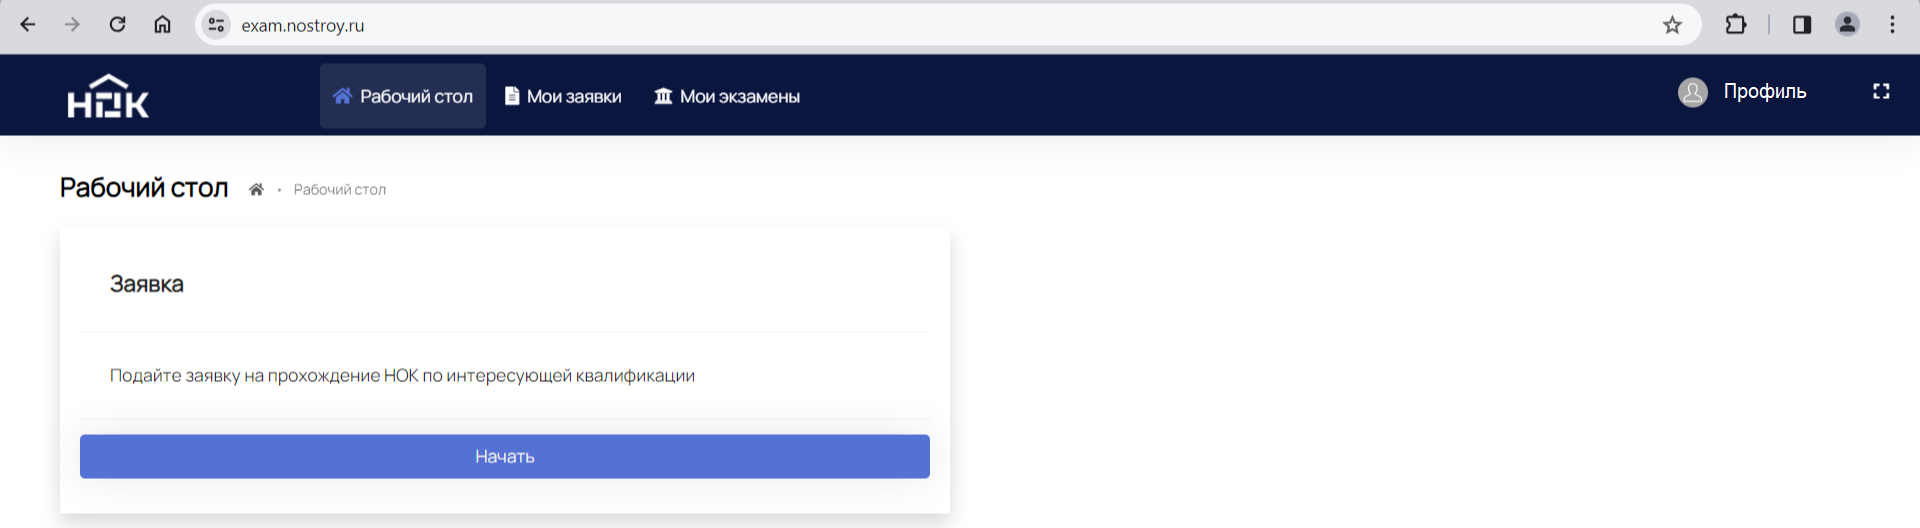 exam.nostroy.ru
НОК
Рабочий стол
Мои заявки
Мои экзамены
Профиль
Рабочий стол
• Рабочий стол
Заявка
Подайте заявку на прохождение НОК по интересующей квалификации
Начать